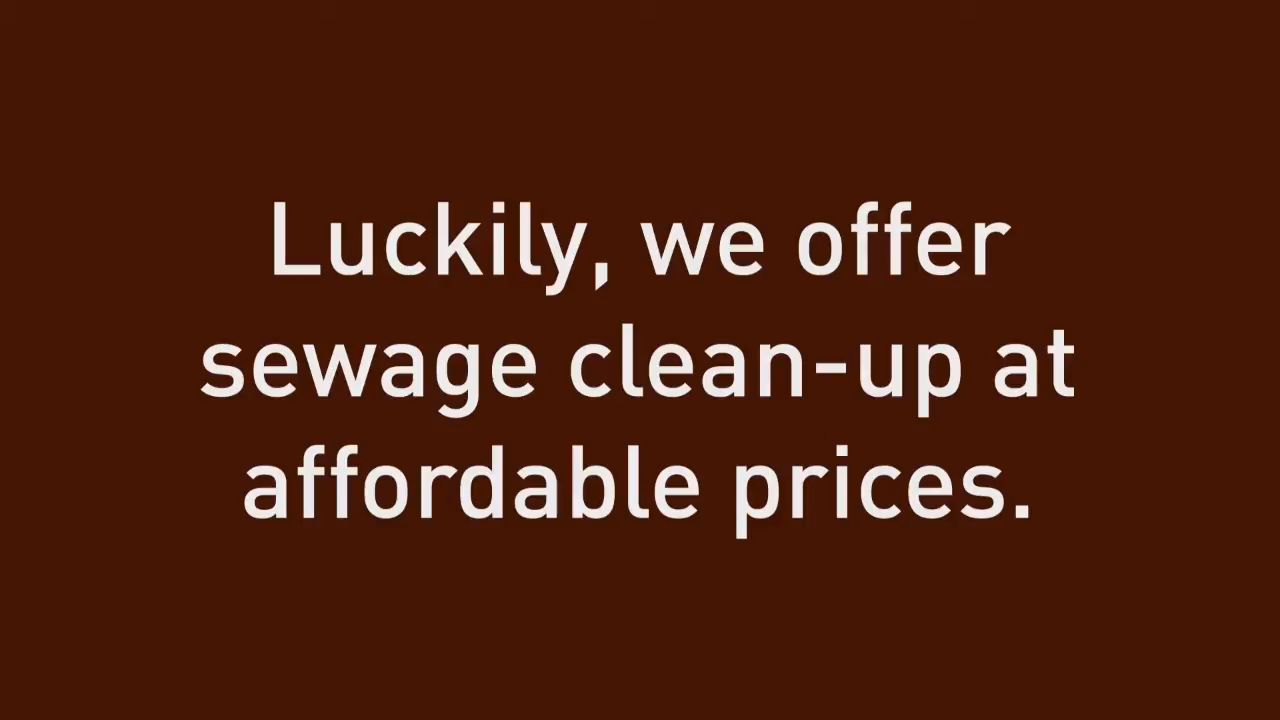 Luckily, we offer
sewage clean-up at
affordable prices.